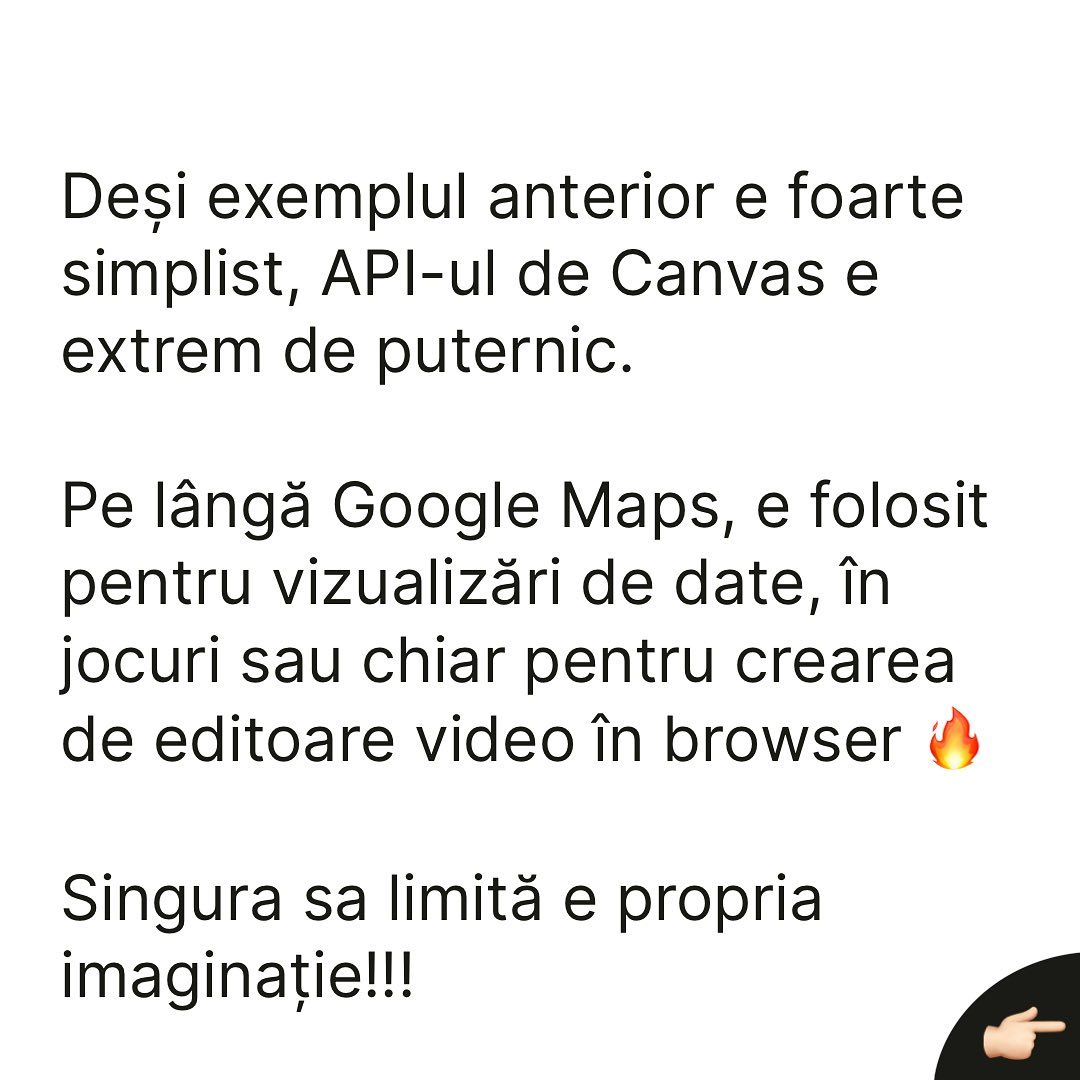 Deși exemplul anterior e foarte
simplist, API-ul de Canvas e
extrem de puternic.
Pe lângă Google Maps, e folosit
pentru vizualizări de date, în
jocuri sau chiar pentru crearea
de editoare video în browser 🔥
Singura sa limită e propria
imaginație!!!